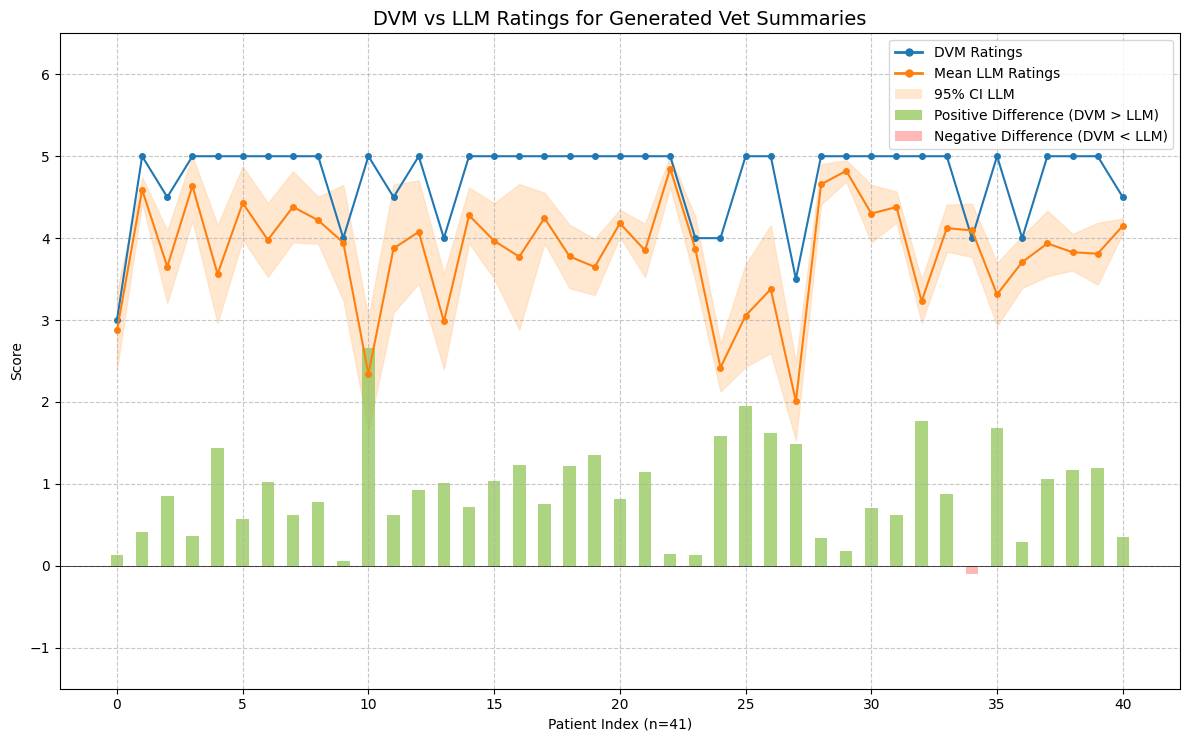 DVM vs LLM Ratings for Generated Vet Summaries
DVM Ratings
Mean LLM Ratings
95% CI LLM
Positive Difference (DVM > LLM)
Negative Difference (DVM < LLM)
Score
6
5
4
3
2
1
0
−1
0 5 10 15 20 25 30 35 40
Patient Index (n=41)